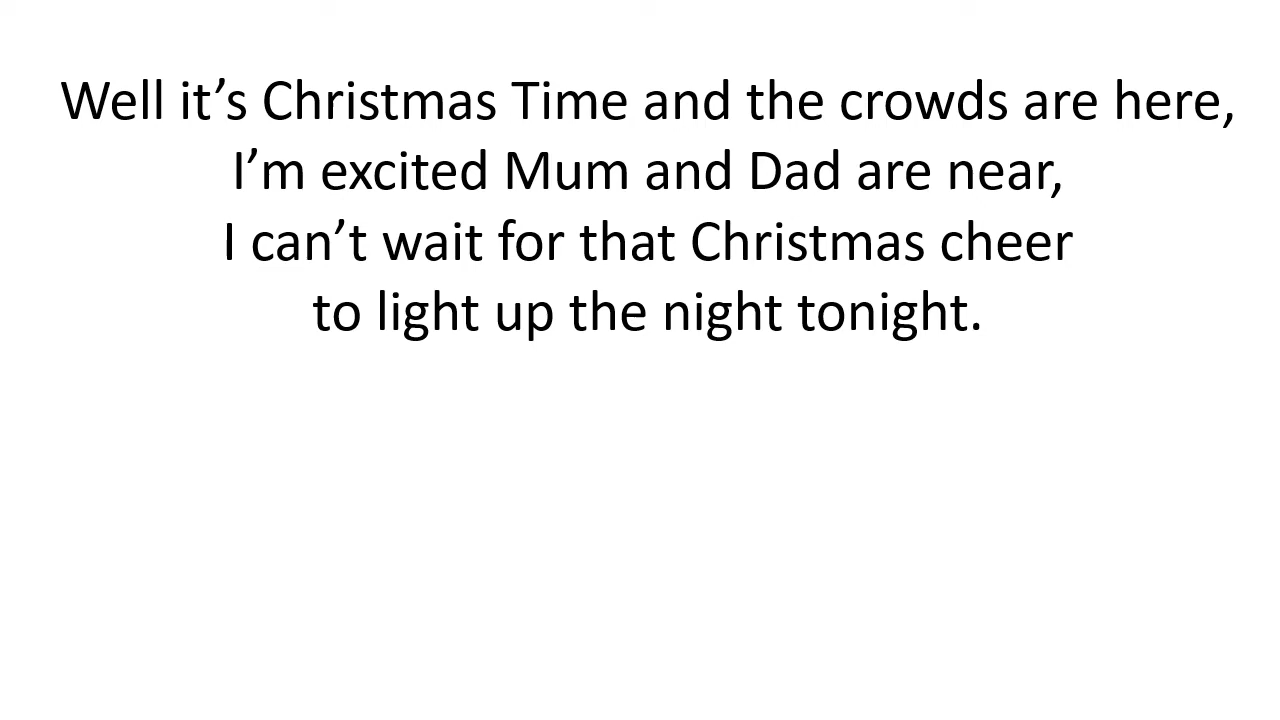 Well it’s Christmas Time and the crowds are here,
I’m excited Mum and Dad are near,
I can’t wait for that Christmas cheer
to light up the night tonight.